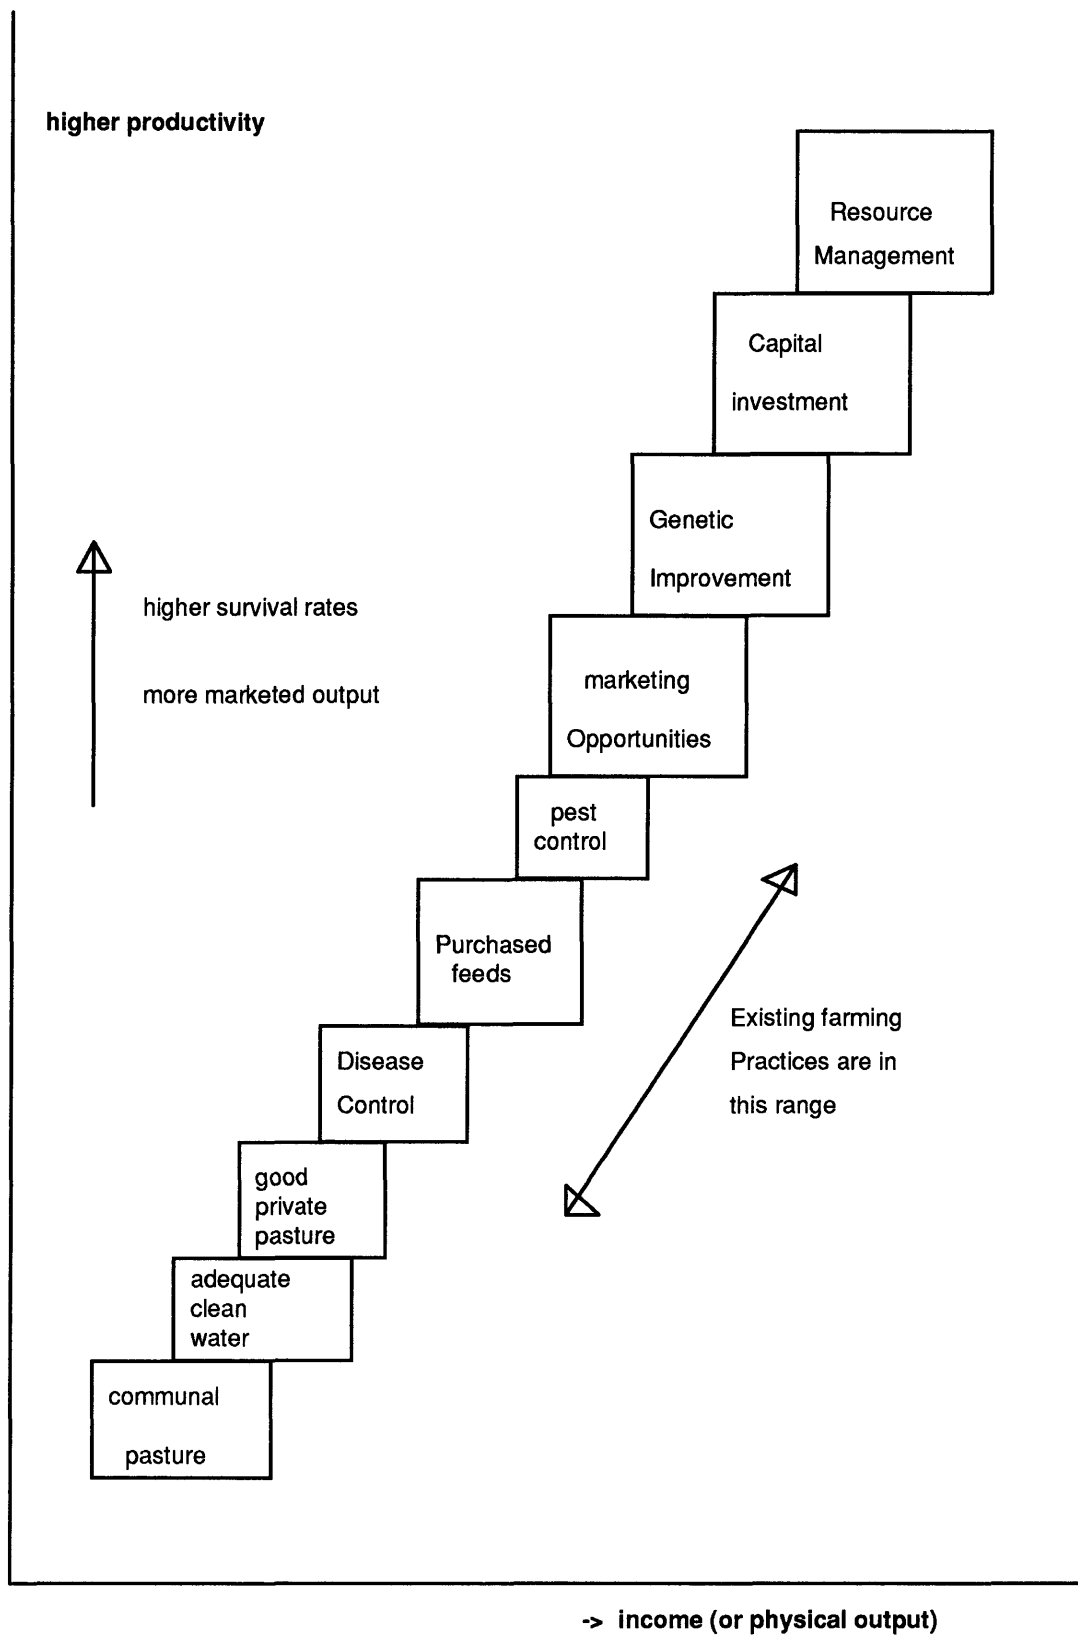 higher productivity
Resource
Management
Capital
investment
Genetic
Improvement
higher survival rates
more marketed output
marketing
Opportunities
pest
control
Purchased
feeds
Existing farming
Practices are in
this range
Disease
Control
good
private
pasture
adequate
clean
water
communal
pasture
-> income (or physical output)